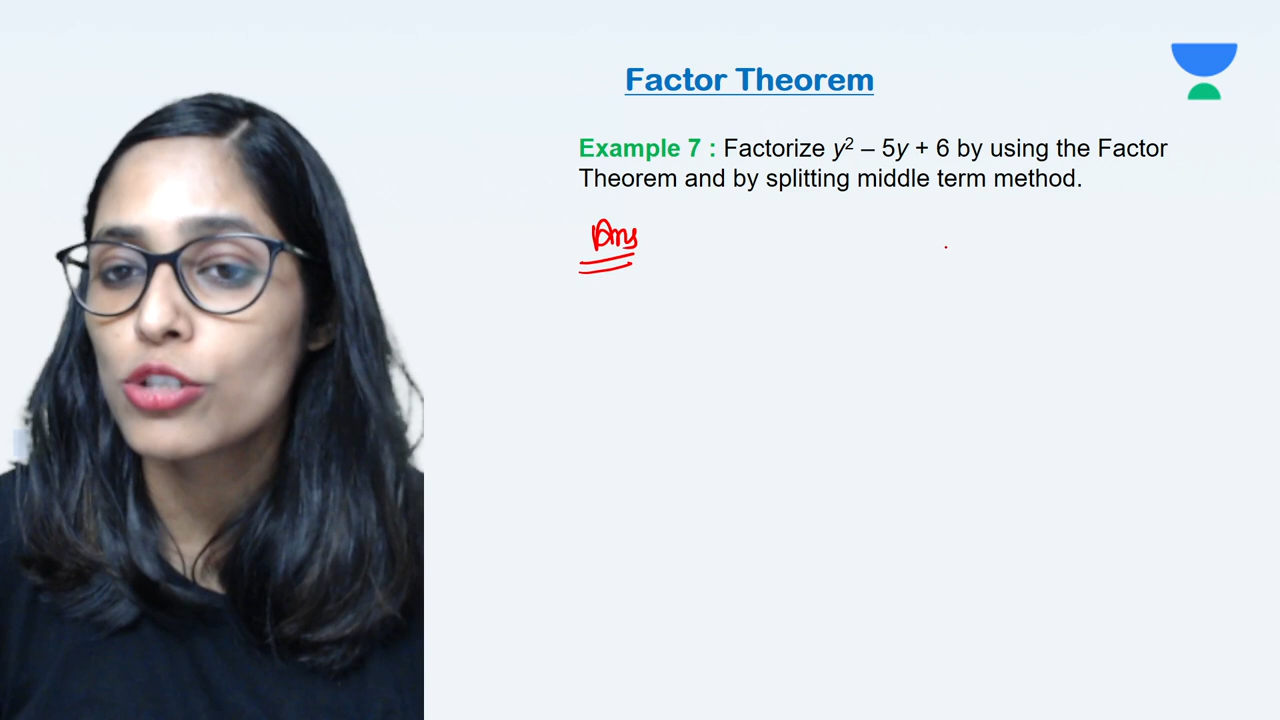 Factor Theorem
Example 7 : Factorize y² – 5y + 6 by using the Factor
Theorem and by splitting middle term method.
Ans